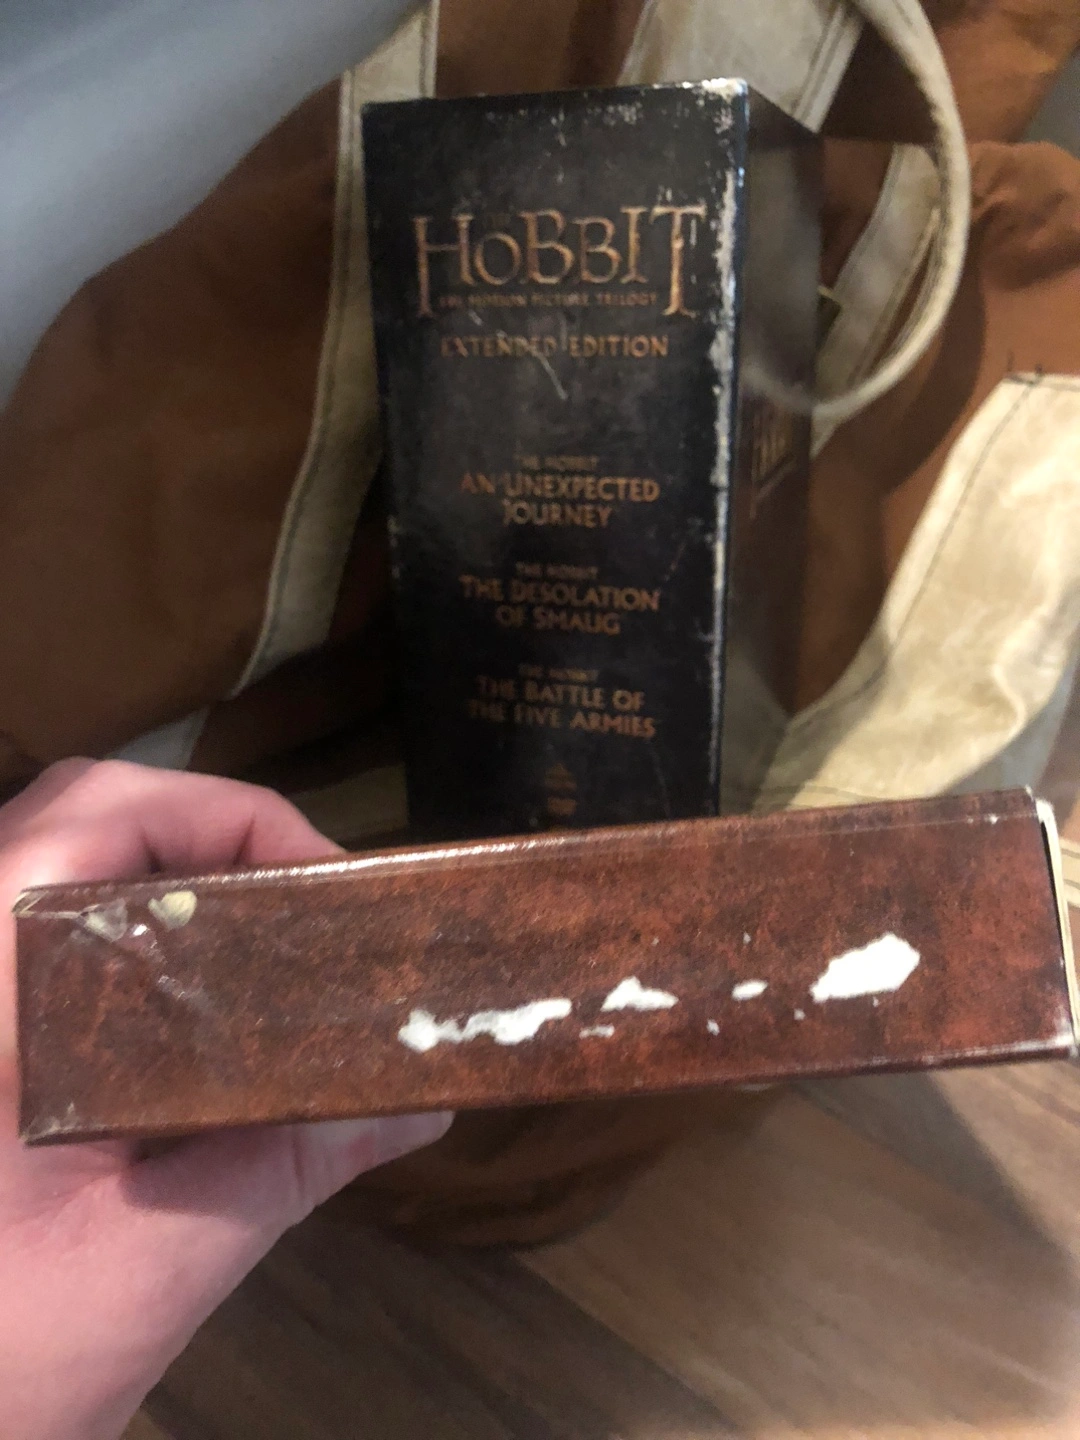 THE
HOBBIT
THE MOTION PICTURE TRILOGY
EXTENDED EDITION
THE HOBBIT
AN UNEXPECTED
JOURNEY
THE HOBBIT
THE DESOLATION
OF SMAUG
THE HOBBIT
THE BATTLE OF
THE FIVE ARMIES